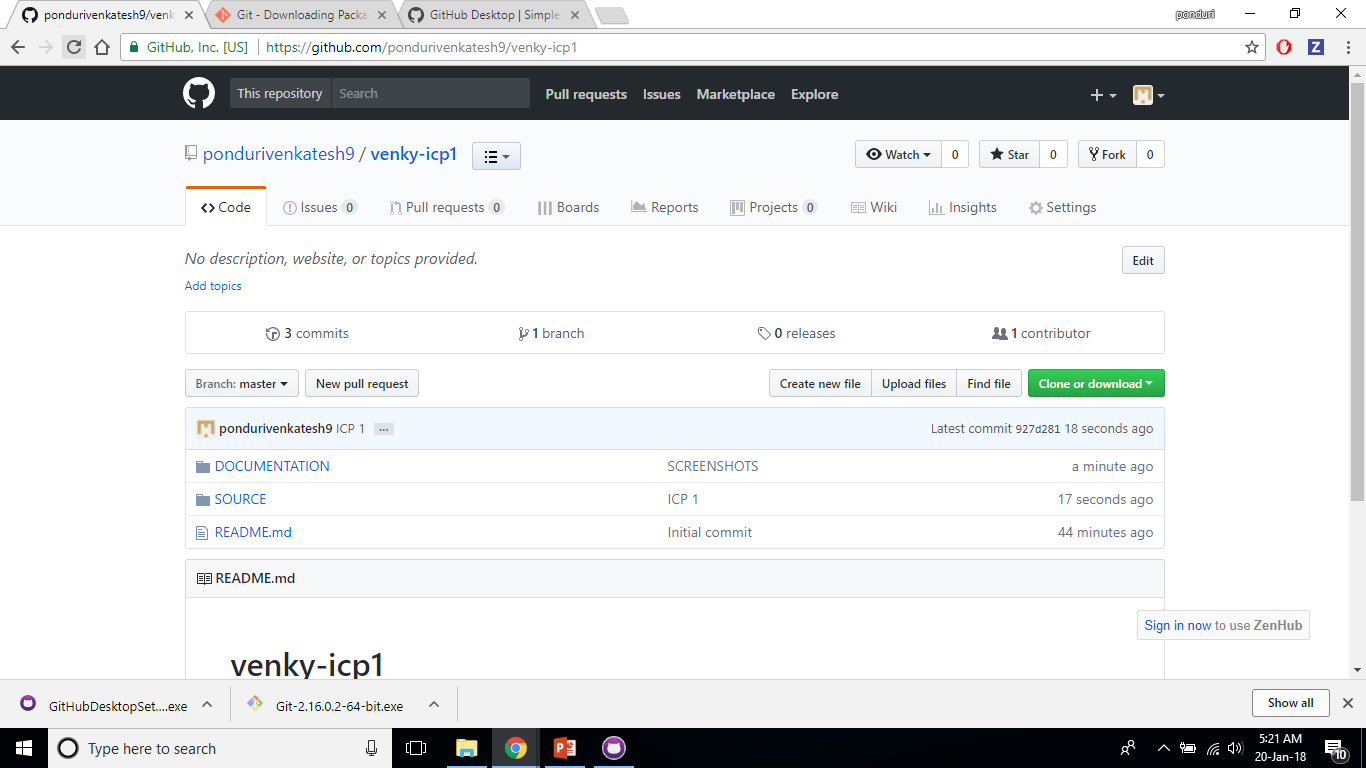 pondurivenkatesh9/venk
Git - Downloading Packa
GitHub Desktop | Simple
ponduri
GitHub, Inc. [US] https://github.com/pondurivenkatesh9/venky-icp1
Z
This repository Search Pull requests Issues Marketplace Explore
pondurivenkatesh9 / venky-icp1
Watch 0 Star 0 Fork 0
Code Issues 0 Pull requests 0 Boards Reports Projects 0 Wiki Insights Settings
No description, website, or topics provided. Edit
Add topics
3 commits 1 branch 0 releases 1 contributor
Branch: master New pull request Create new file Upload files Find file Clone or download
pondurivenkatesh9 ICP 1 ... Latest commit 927d281 18 seconds ago
DOCUMENTATION SCREENSHOTS a minute ago
SOURCE ICP 1 17 seconds ago
README.md Initial commit 44 minutes ago
README.md
Sign in now to use ZenHub
venky-icp1
GitHubDesktopSet....exe Git-2.16.0.2-64-bit.exe Show all
Type here to search
5:21 AM
20-Jan-18
10